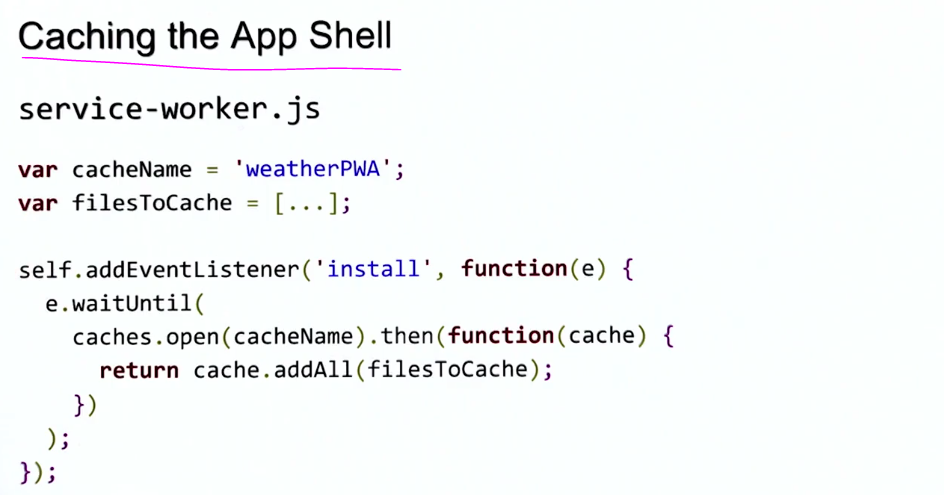 Caching the App Shell
service-worker.js
var cacheName = 'weatherPWA';
var filesToCache = [...];
self.addEventListener('install', function(e) {
e.waitUntil(
caches.open(cacheName).then(function(cache) {
return cache.addAll(filesToCache);
})
);
});